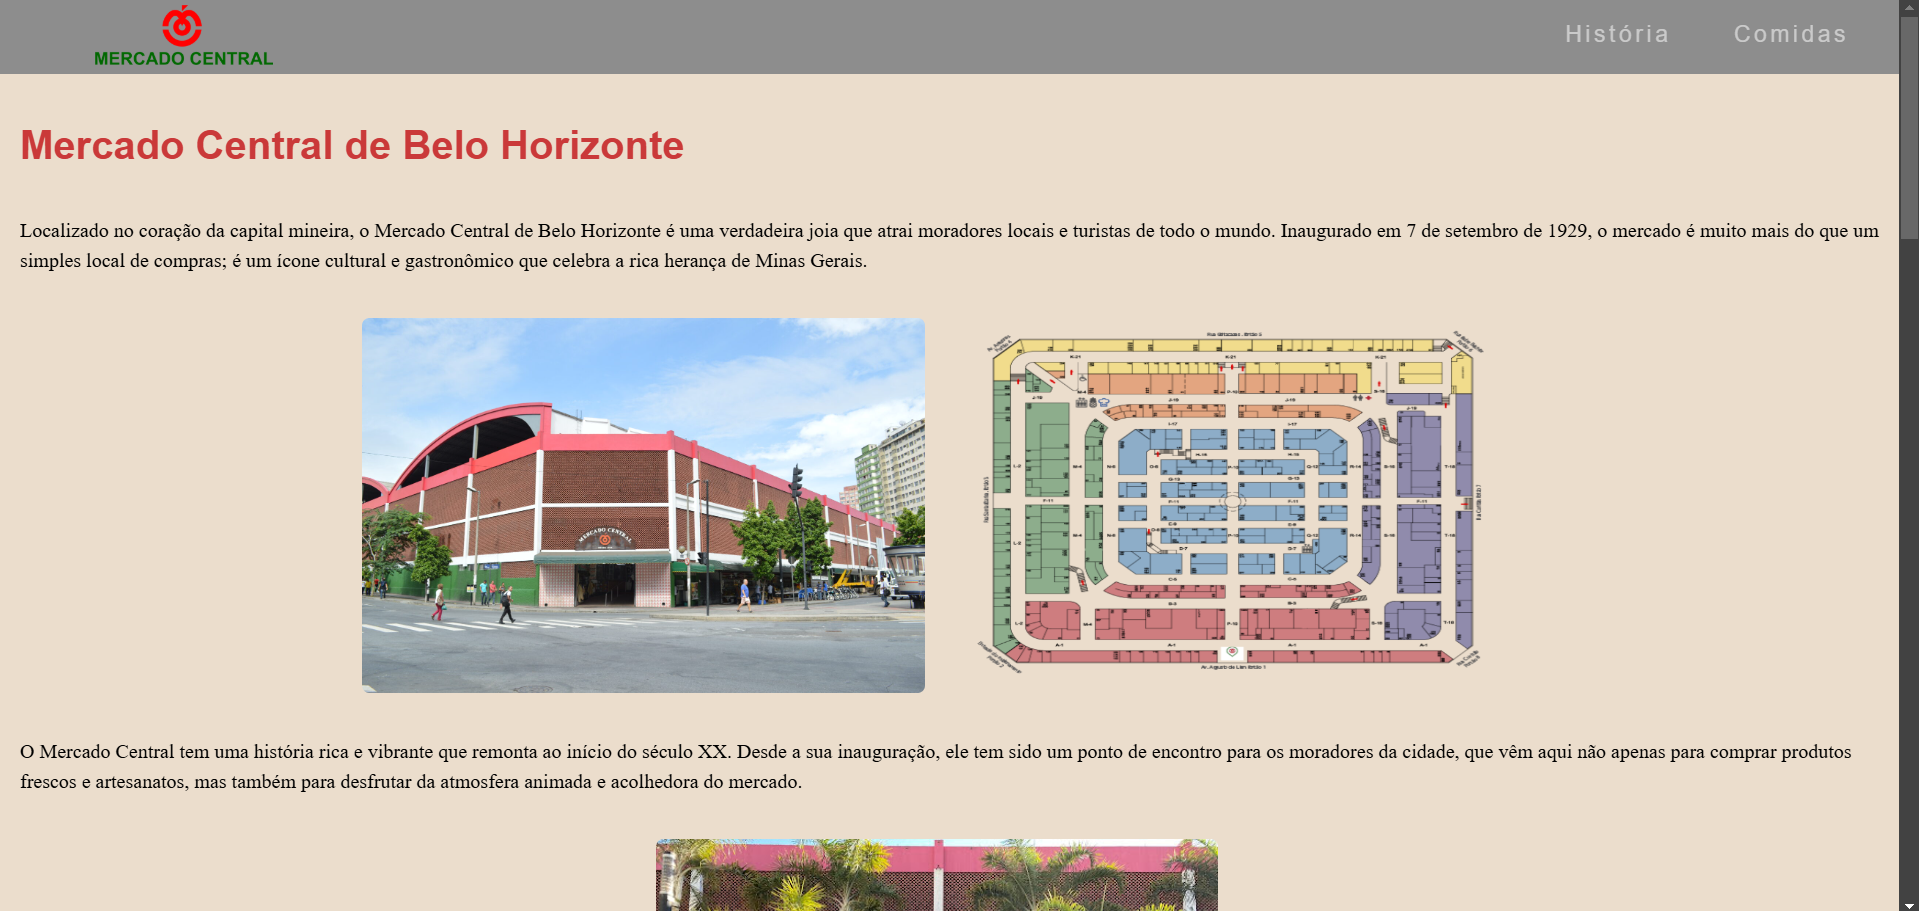 MERCADO CENTRAL
História
Comidas
Mercado Central de Belo Horizonte
Localizado no coração da capital mineira, o Mercado Central de Belo Horizonte é uma verdadeira joia que atrai moradores locais e turistas de todo o mundo. Inaugurado em 7 de setembro de 1929, o mercado é muito mais do que um
simples local de compras; é um ícone cultural e gastronômico que celebra a rica herança de Minas Gerais.
MERCADO CENTRAL
O Mercado Central tem uma história rica e vibrante que remonta ao início do século XX. Desde a sua inauguração, ele tem sido um ponto de encontro para os moradores da cidade, que vêm aqui não apenas para comprar produtos
frescos e artesanatos, mas também para desfrutar da atmosfera animada e acolhedora do mercado.